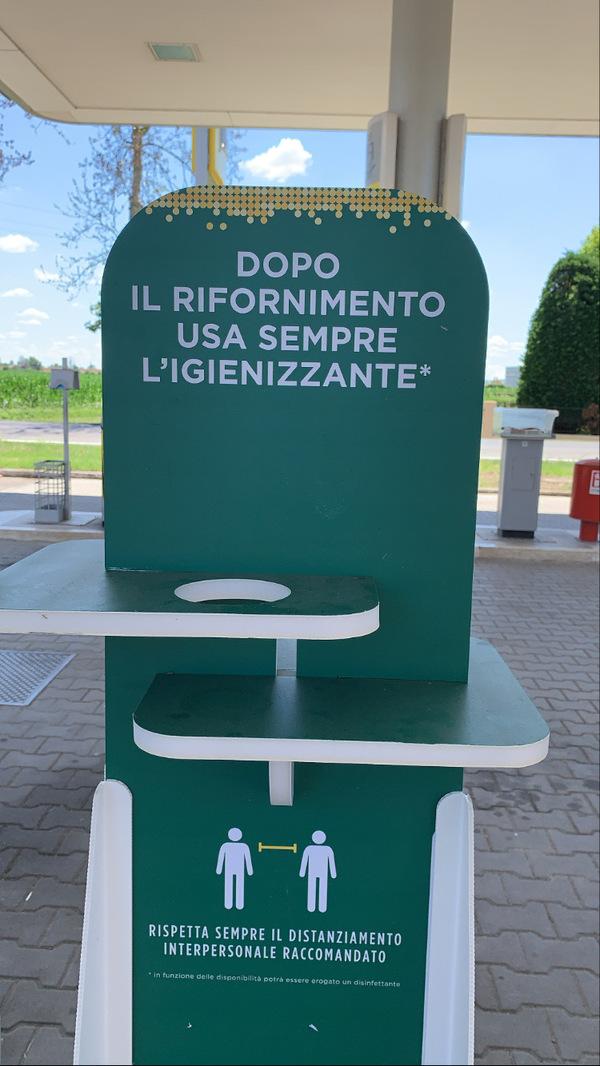 DOPO
IL RIFORNIMENTO
USA SEMPRE
L'IGIENIZZANTE*
RISPETTA SEMPRE IL DISTANZIAMENTO
INTERPERSONALE RACCOMANDATO
* in funzione delle disponibilità potrà essere erogato un disinfettante